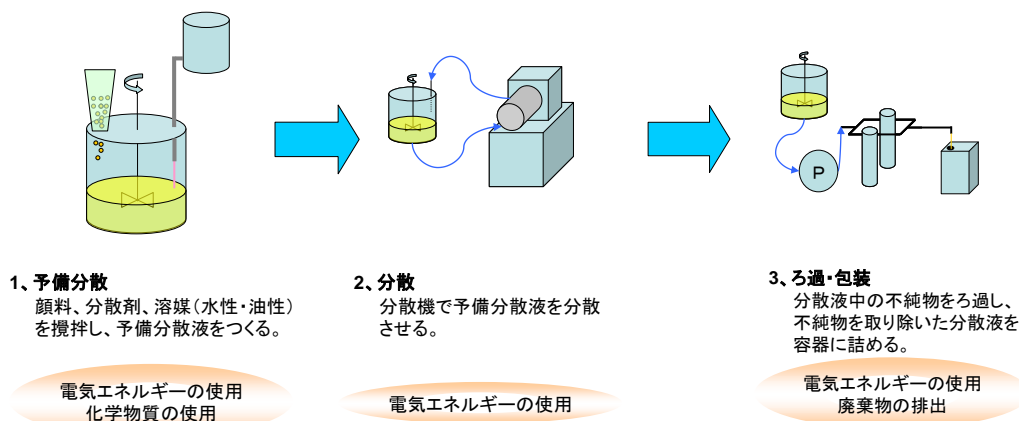 P
1、予備分散
顔料、分散剤、溶媒（水性・油性）
を攪拌し、予備分散液をつくる。
電気エネルギーの使用
化学物質の使用
2、分散
分散機で予備分散液を分散
させる。
電気エネルギーの使用
3、ろ過・包装
分散液中の不純物をろ過し、
不純物を取り除いた分散液を
容器に詰める。
電気エネルギーの使用
廃棄物の排出